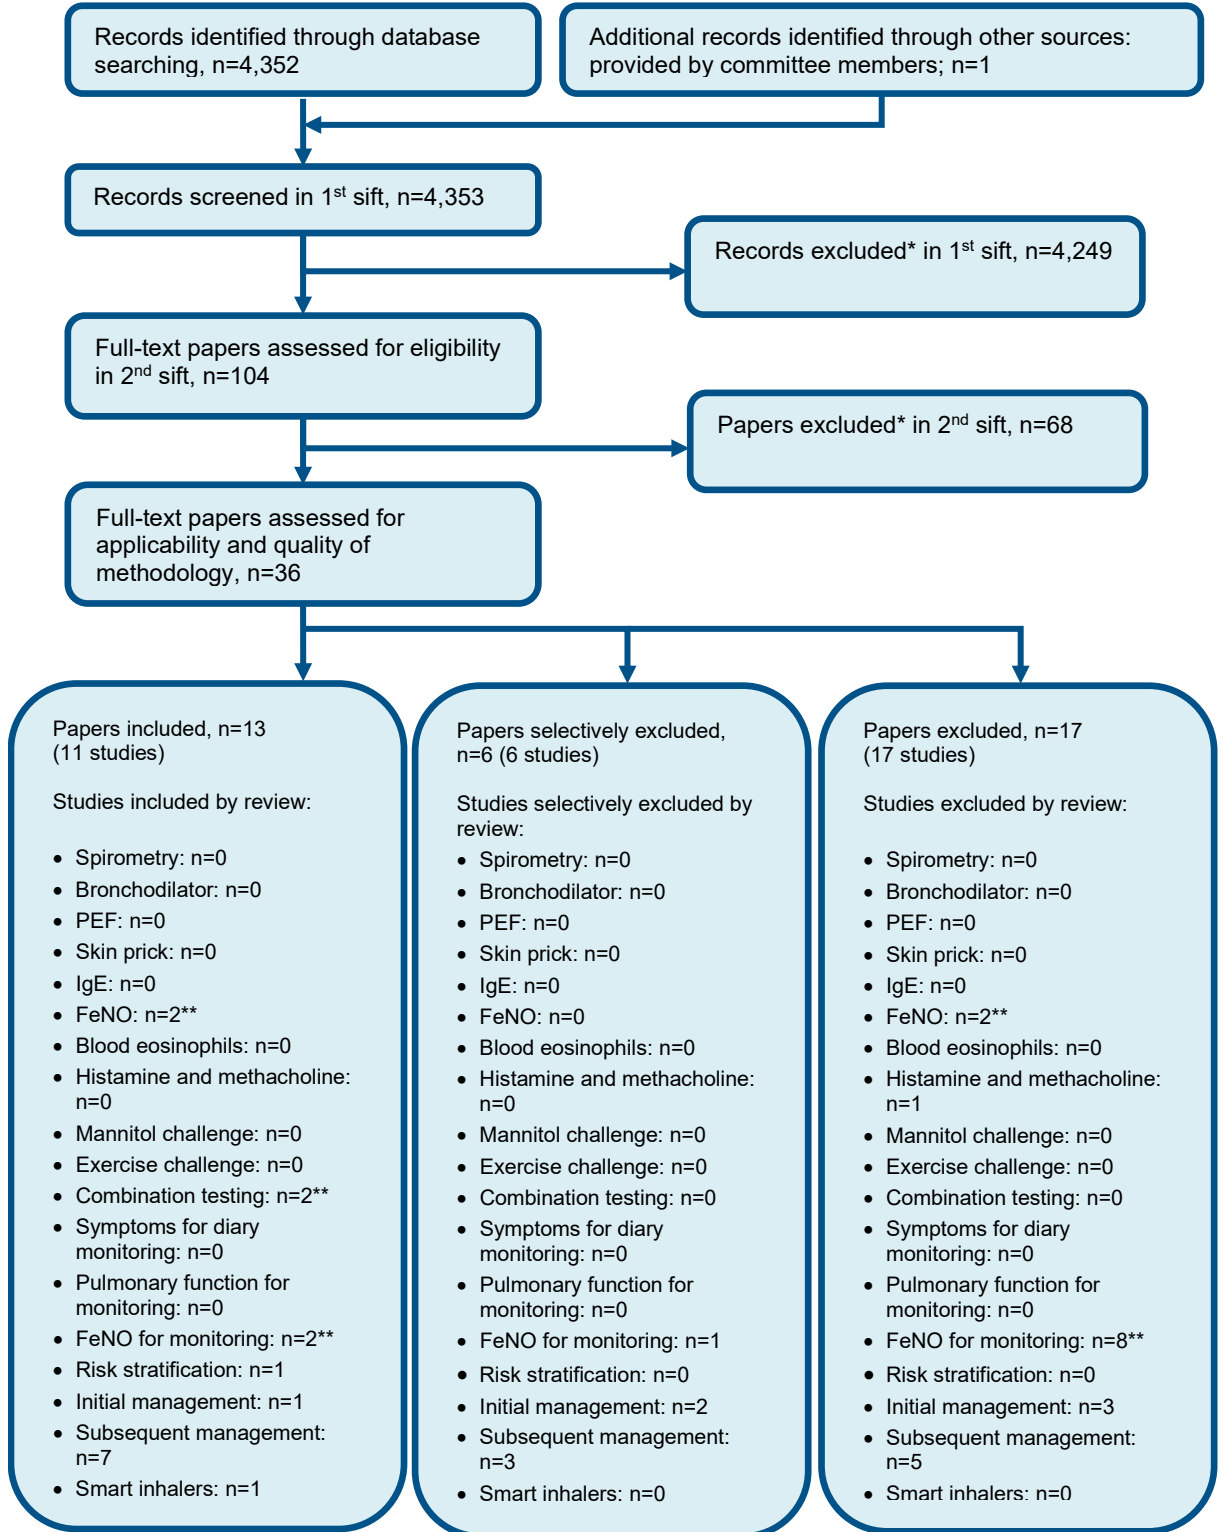 Records identified through database
searching, n=4,352
Additional records identified through other sources:
provided by committee members; n=1
Records screened in 1st sift, n=4,353
Records excluded* in 1st sift, n=4,249
Full-text papers assessed for eligibility
in 2nd sift, n=104
Papers excluded* in 2nd sift, n=68
Full-text papers assessed for
applicability and quality of
methodology, n=36
Papers included, n=13
(11 studies)
Studies included by review:
• Spirometry: n=0
• Bronchodilator: n=0
• PEF: n=0
• Skin prick: n=0
• IgE: n=0
• FeNO: n=2**
• Blood eosinophils: n=0
• Histamine and methacholine:
n=0
• Mannitol challenge: n=0
• Exercise challenge: n=0
• Combination testing: n=2**
• Symptoms for diary
monitoring: n=0
• Pulmonary function for
monitoring: n=0
• FeNO for monitoring: n=2**
• Risk stratification: n=1
• Initial management: n=1
• Subsequent management:
n=7
• Smart inhalers: n=1
Papers selectively excluded,
n=6 (6 studies)
Studies selectively excluded by
review:
• Spirometry: n=0
• Bronchodilator: n=0
• PEF: n=0
• Skin prick: n=0
• IgE: n=0
• FeNO: n=0
• Blood eosinophils: n=0
• Histamine and methacholine:
n=0
• Mannitol challenge: n=0
• Exercise challenge: n=0
• Combination testing: n=0
• Symptoms for diary
monitoring: n=0
• Pulmonary function for
monitoring: n=0
• FeNO for monitoring: n=1
• Risk stratification: n=0
• Initial management: n=2
• Subsequent management:
n=3
• Smart inhalers: n=0
Papers excluded, n=17
(17 studies)
Studies excluded by review:
• Spirometry: n=0
• Bronchodilator: n=0
• PEF: n=0
• Skin prick: n=0
• IgE: n=0
• FeNO: n=2**
• Blood eosinophils: n=0
• Histamine and methacholine:
n=1
• Mannitol challenge: n=0
• Exercise challenge: n=0
• Combination testing: n=0
• Symptoms for diary
monitoring: n=0
• Pulmonary function for
monitoring: n=0
• FeNO for monitoring: n=8**
• Risk stratification: n=0
• Initial management: n=3
• Subsequent management:
n=5
• Smart inhalers: n=0